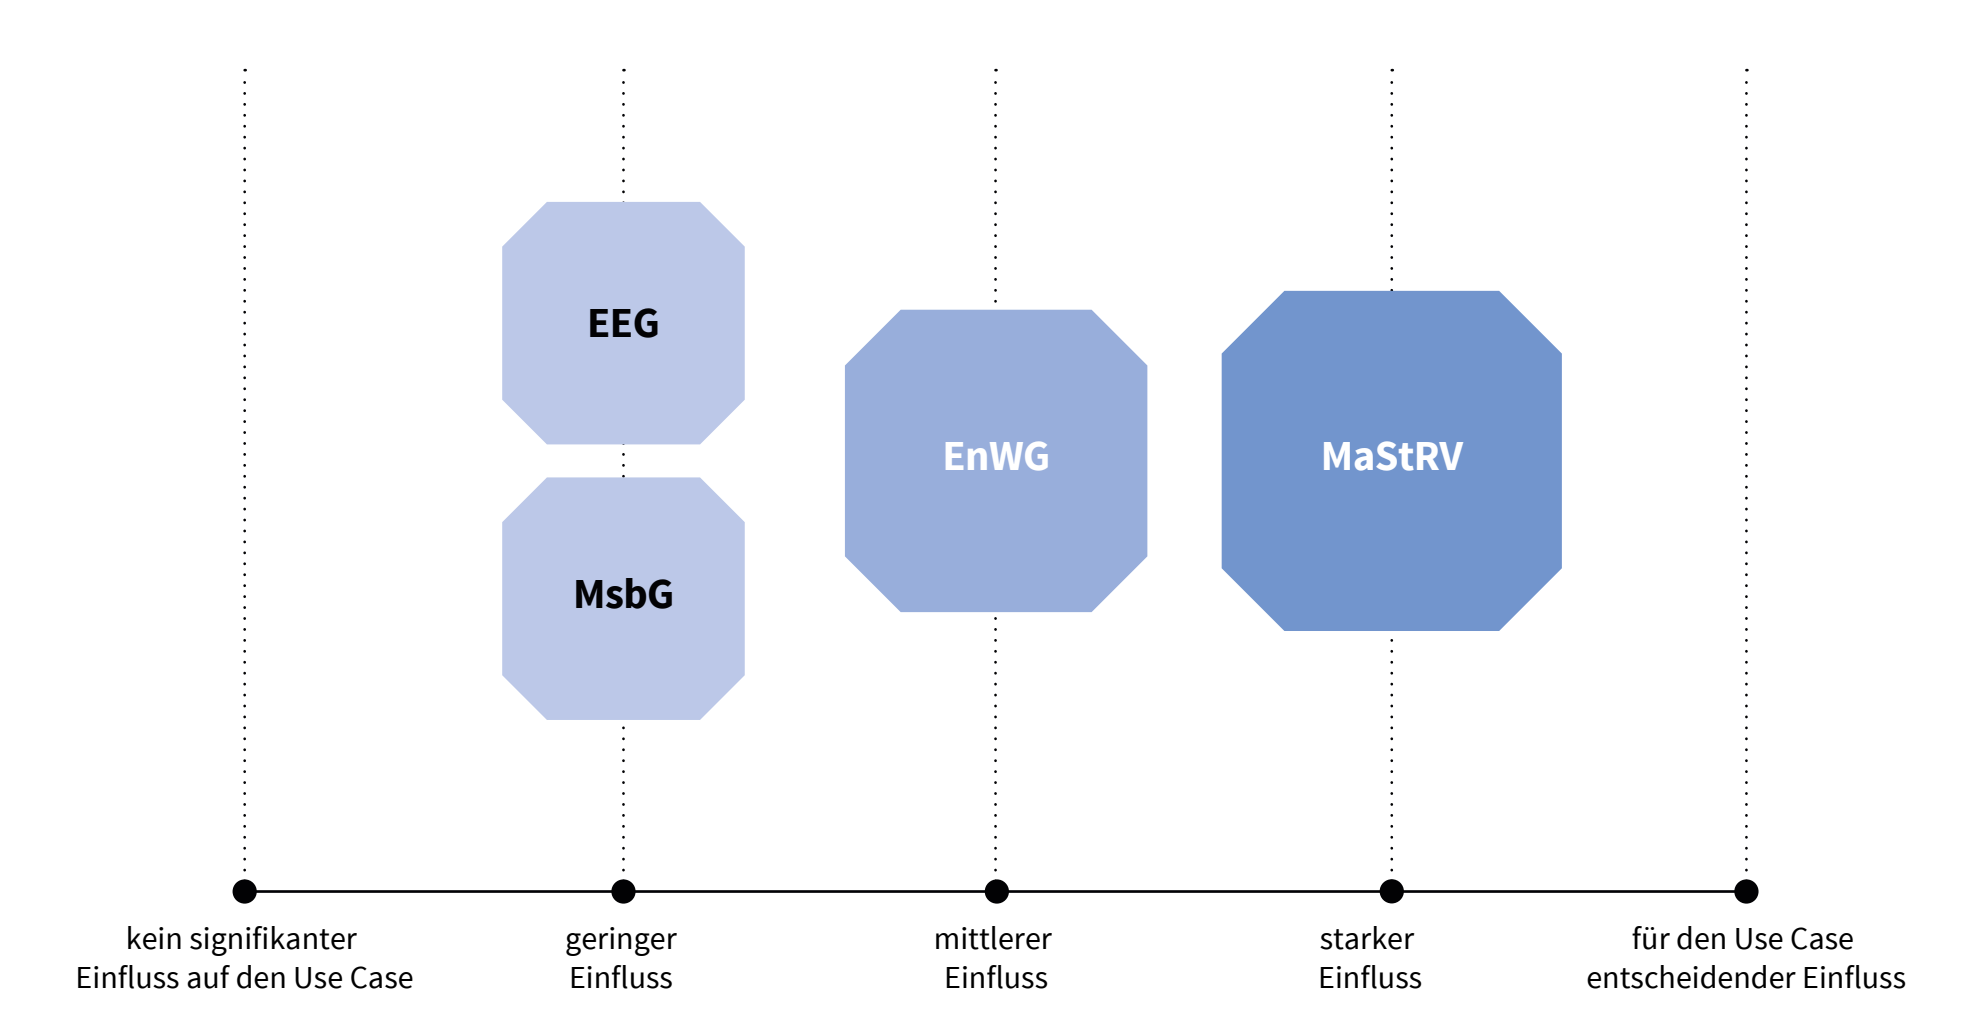 EEG
MsbG
EnWG
MaStRV
kein signifikanter
Einfluss auf den Use Case
geringer
Einfluss
mittlerer
Einfluss
starker
Einfluss
für den Use Case
entscheidender Einfluss